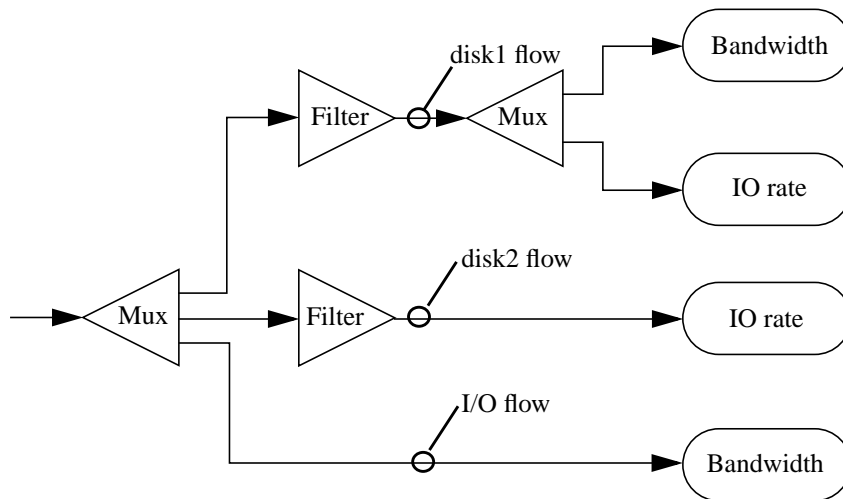 Bandwidth
disk1 flow
Filter
Mux
IO rate
disk2 flow
Mux
Filter
IO rate
I/O flow
Bandwidth